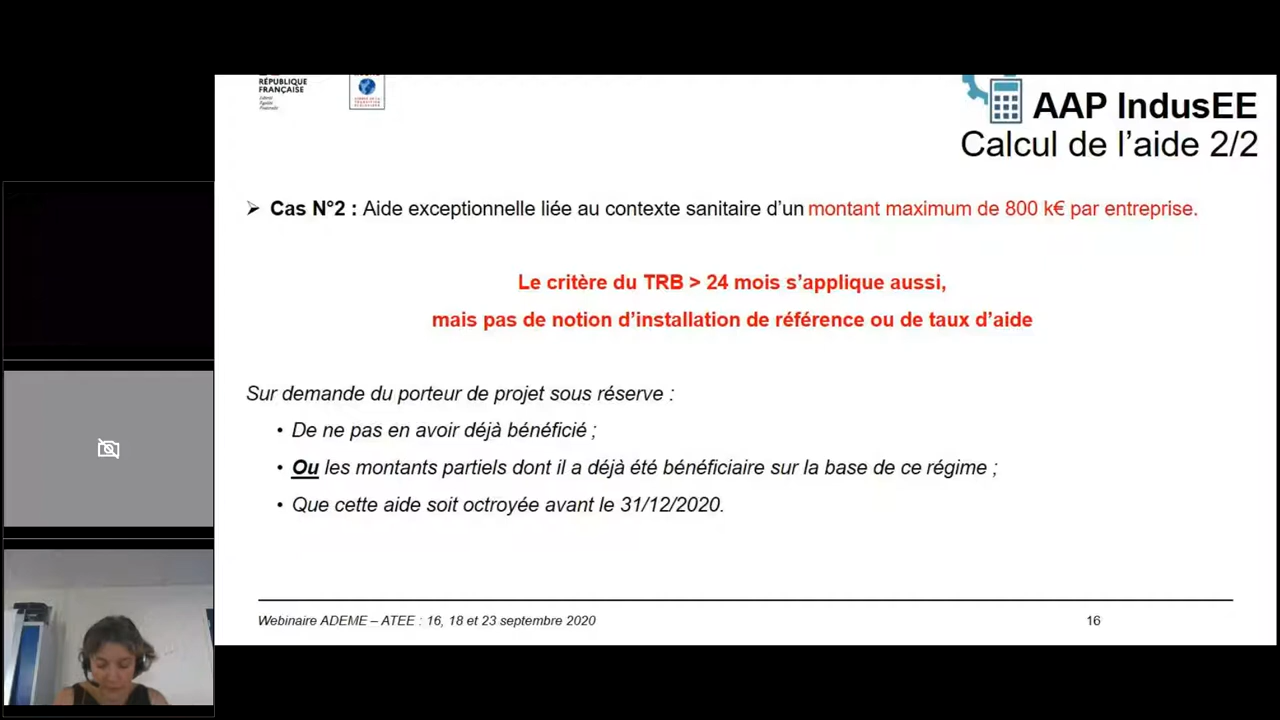 RÉPUBLIQUE
FRANÇAISE
Liberté
Égalité
Fraternité
AAP IndusEE
Calcul de l’aide 2/2
➢ Cas N°2 : Aide exceptionnelle liée au contexte sanitaire d’un montant maximum de 800 k€ par entreprise.
Le critère du TRB > 24 mois s’applique aussi,
mais pas de notion d’installation de référence ou de taux d’aide
Sur demande du porteur de projet sous réserve :
• De ne pas en avoir déjà bénéficié ;
• Ou les montants partiels dont il a déjà été bénéficiaire sur la base de ce régime ;
• Que cette aide soit octroyée avant le 31/12/2020.
Webinaire ADEME – ATEE : 16, 18 et 23 septembre 2020
16